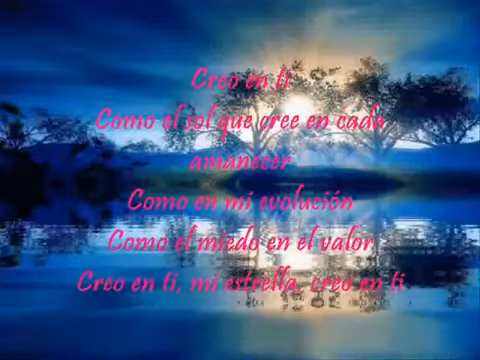 Creo en ti
Como el sol que cree en cada
amanecer
Como en mi evolución
Como el miedo en el valor
Creo en ti, mi estrella, creo en ti